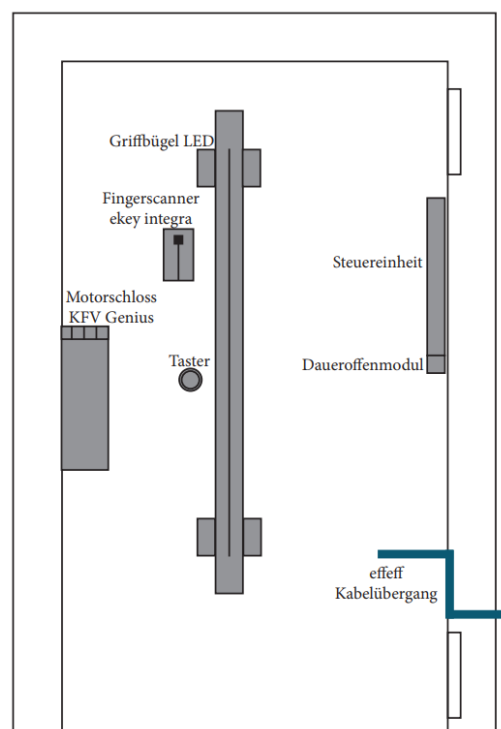 Griffbügel LED
Fingerscanner
ekey integra
Steuereinheit
Motorschloss
KFV Genius
Taster
Daueroffenmodul
effeff
Kabelübergang